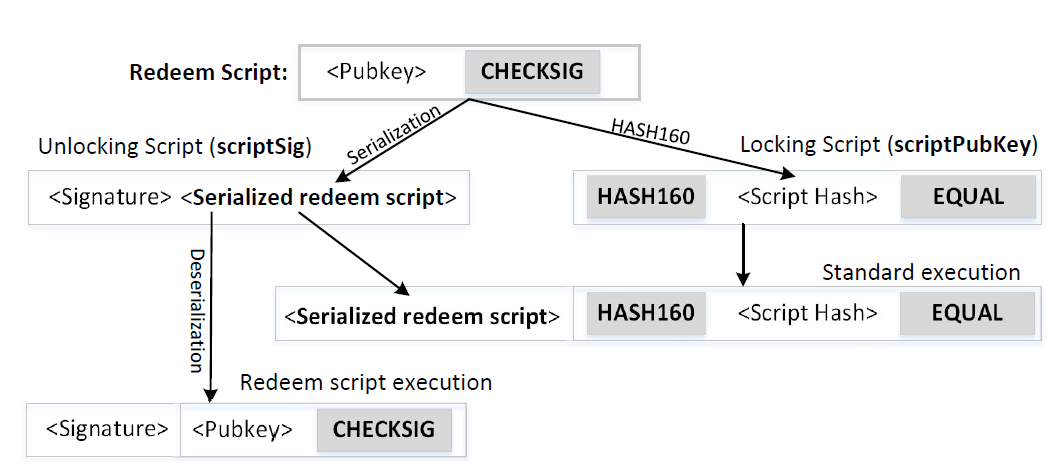 Redeem Script: <Pubkey> CHECKSIG
Serialization
HASH160
Unlocking Script (scriptSig)
Locking Script (scriptPubKey)
<Signature> <Serialized redeem script>
HASH160 <Script Hash> EQUAL
Deserialization
Standard execution
<Serialized redeem script> HASH160 <Script Hash> EQUAL
Redeem script execution
<Signature> <Pubkey> CHECKSIG